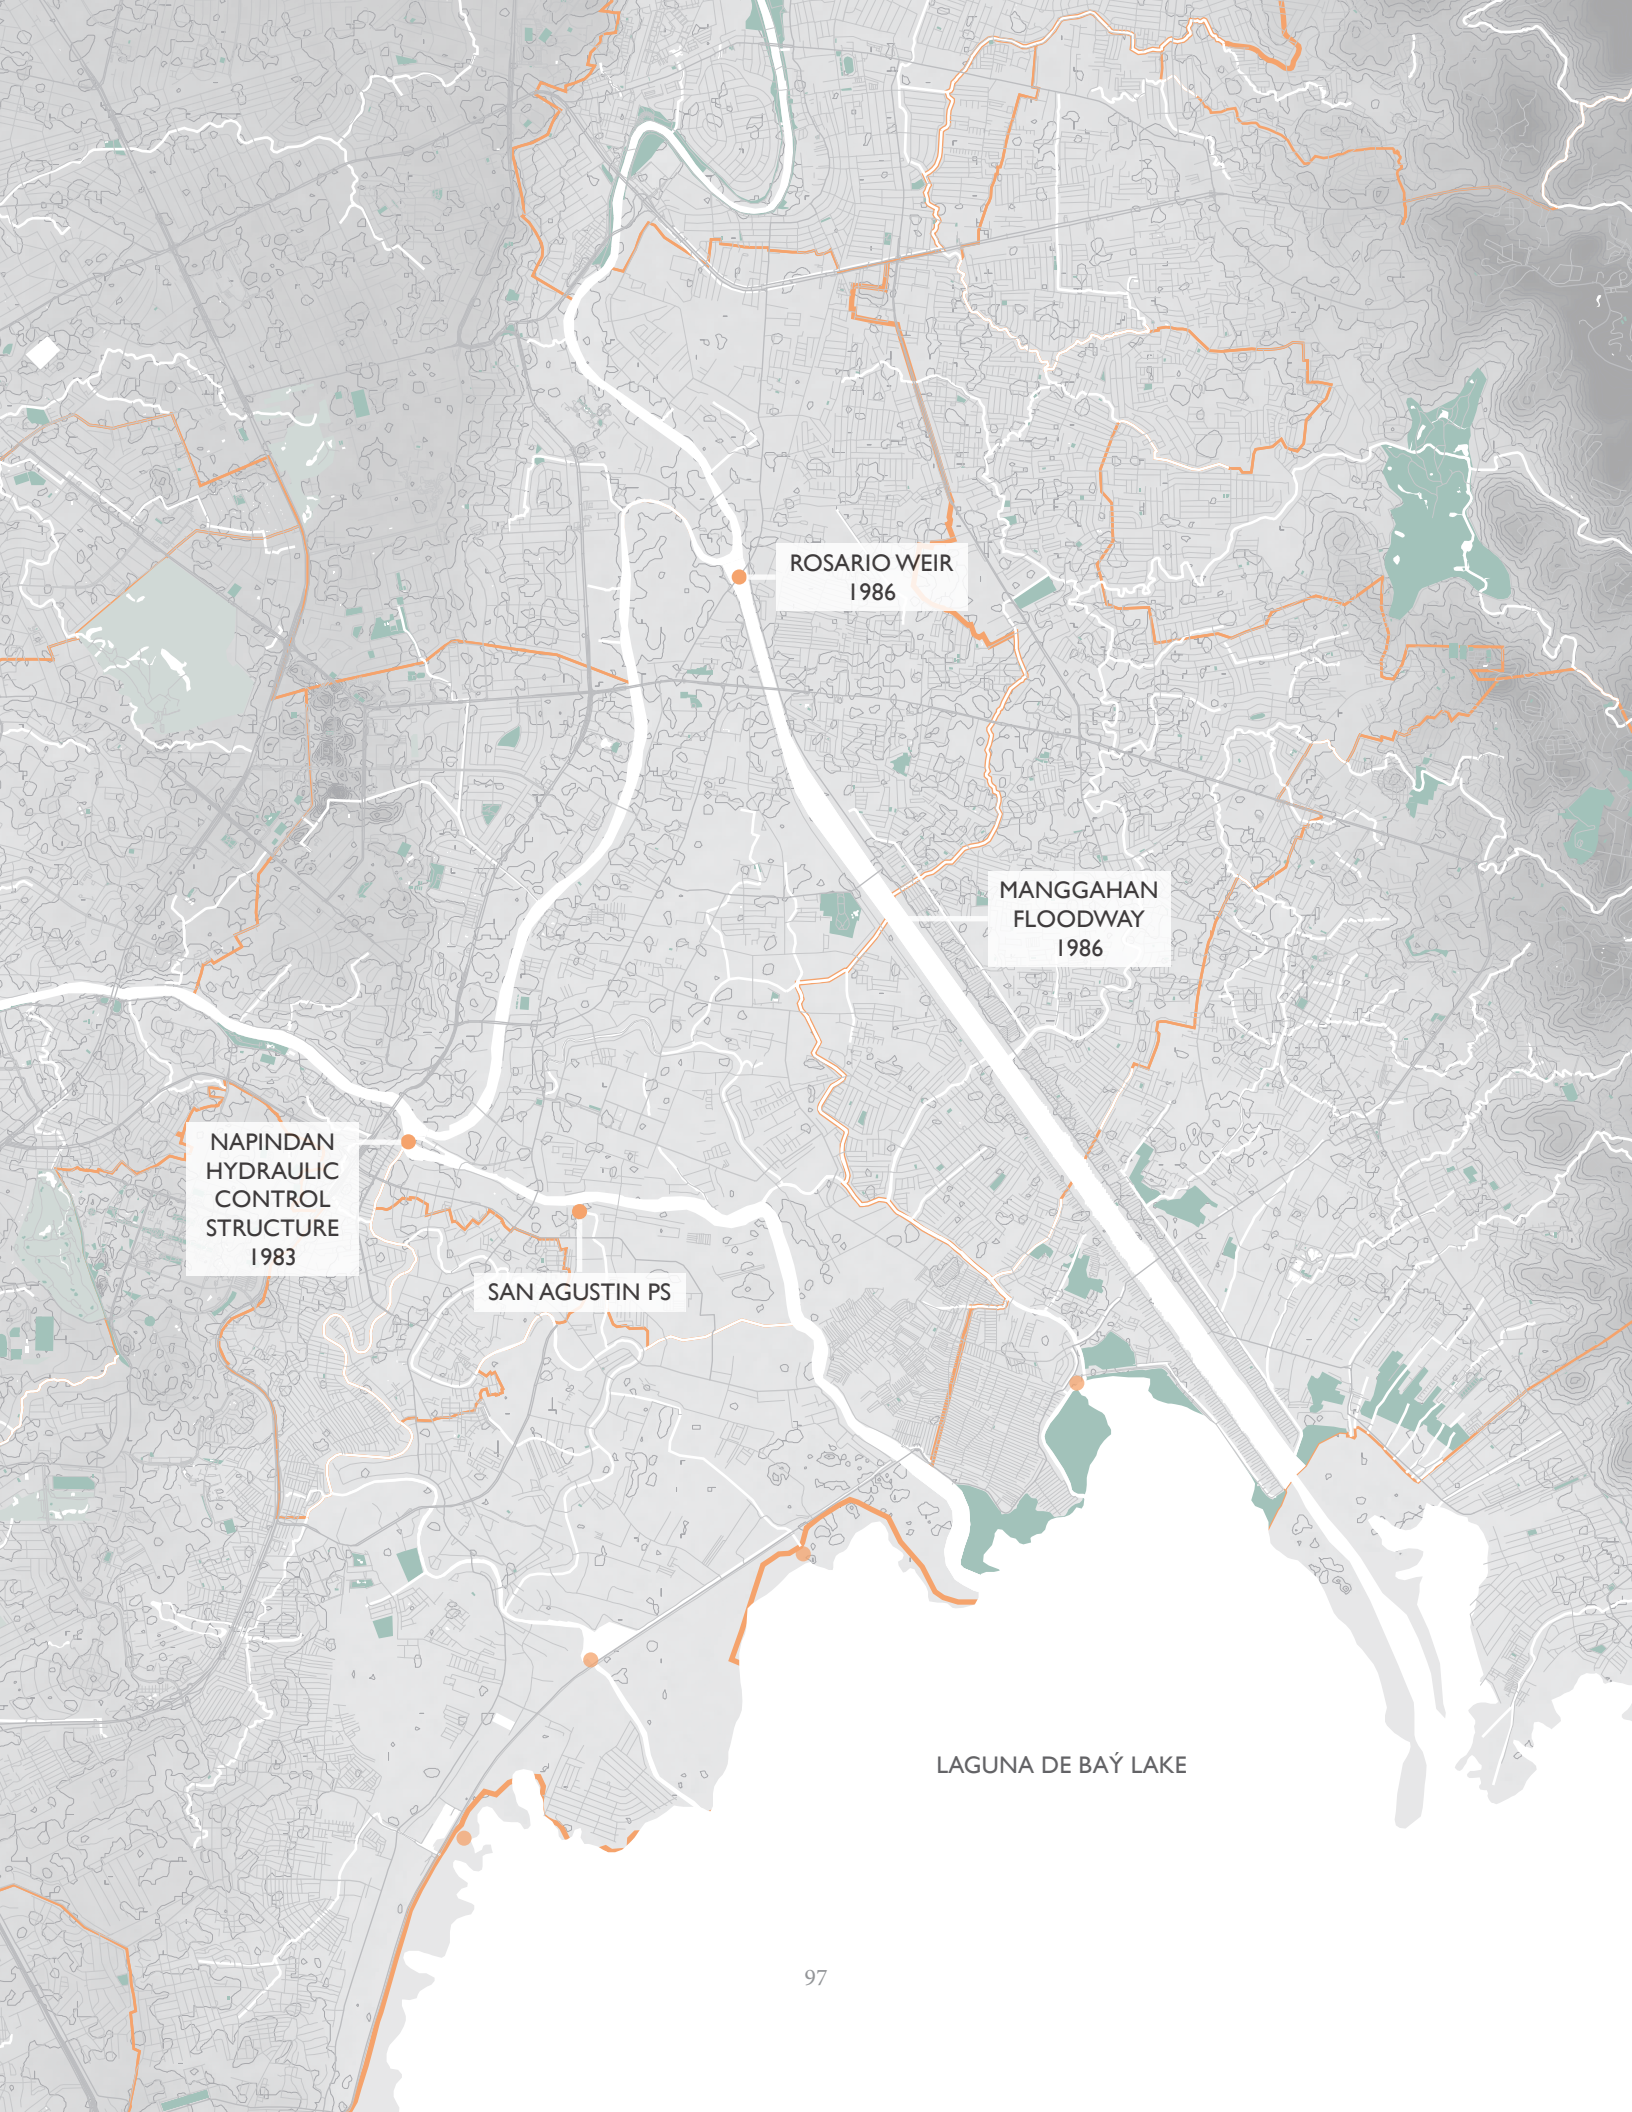 ROSARIO WEIR
1986
MANGGAHAN
FLOODWAY
1986
NAPINDAN
HYDRAULIC
CONTROL
STRUCTURE
1983
SAN AGUSTIN PS
LAGUNA DE BAÝ LAKE
97